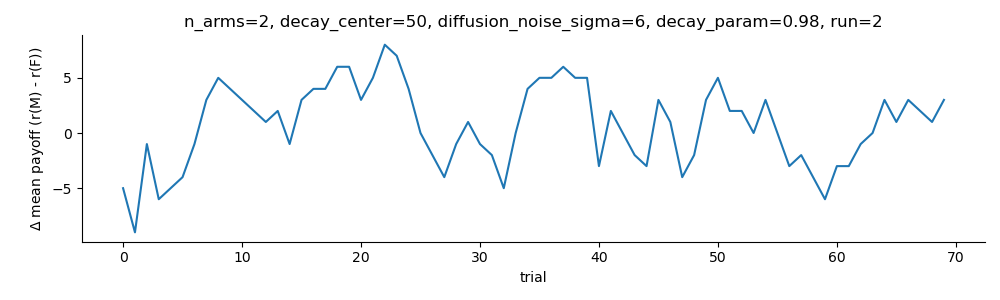 n_arms=2, decay_center=50, diffusion_noise_sigma=6, decay_param=0.98, run=2
Δ mean payoff (r(M) - r(F))
5
0
−5
0 10 20 30 40 50 60 70
trial